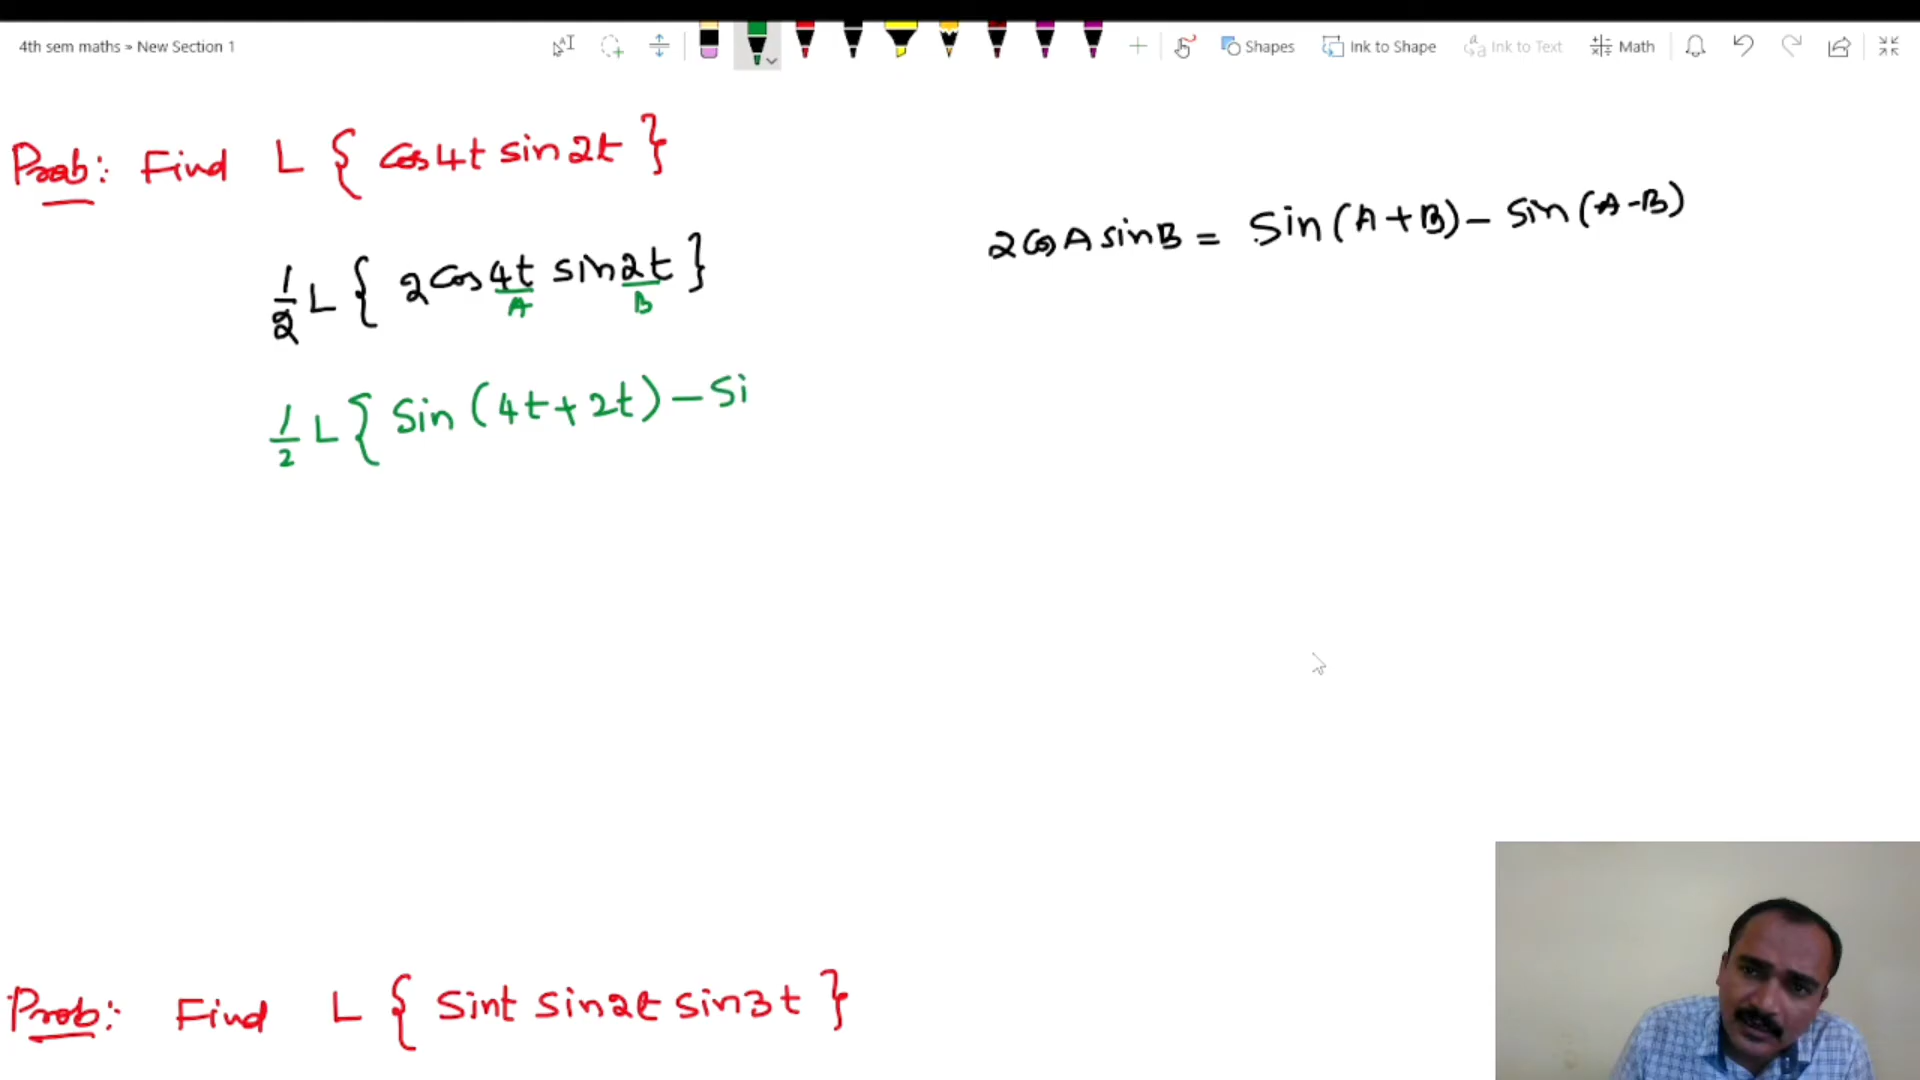 4th sem maths » New Section 1
Shapes Ink to Shape Ink to Text Math
Prob: Find L { cos4t sin2t }
2cosA sinB = Sin(A+B) - sin(A-B)
1/2 L { 2cos4t sin2t }
A B
1/2 L { Sin (4t+2t) - Si
Prob: Find L { Sint sin2t sin3t }